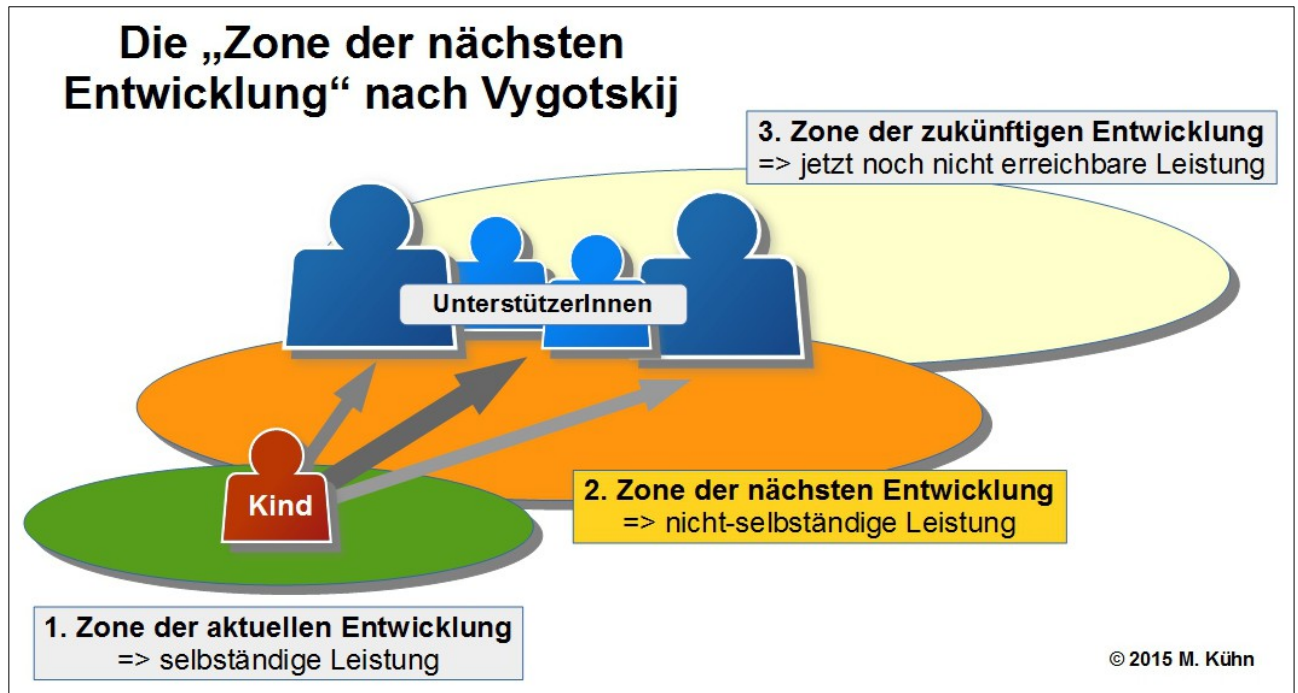 Die „Zone der nächsten
Entwicklung“ nach Vygotskij
3. Zone der zukünftigen Entwicklung
=> jetzt noch nicht erreichbare Leistung
UnterstützerInnen
Kind
2. Zone der nächsten Entwicklung
=> nicht-selbständige Leistung
1. Zone der aktuellen Entwicklung
=> selbständige Leistung
© 2015 M. Kühn